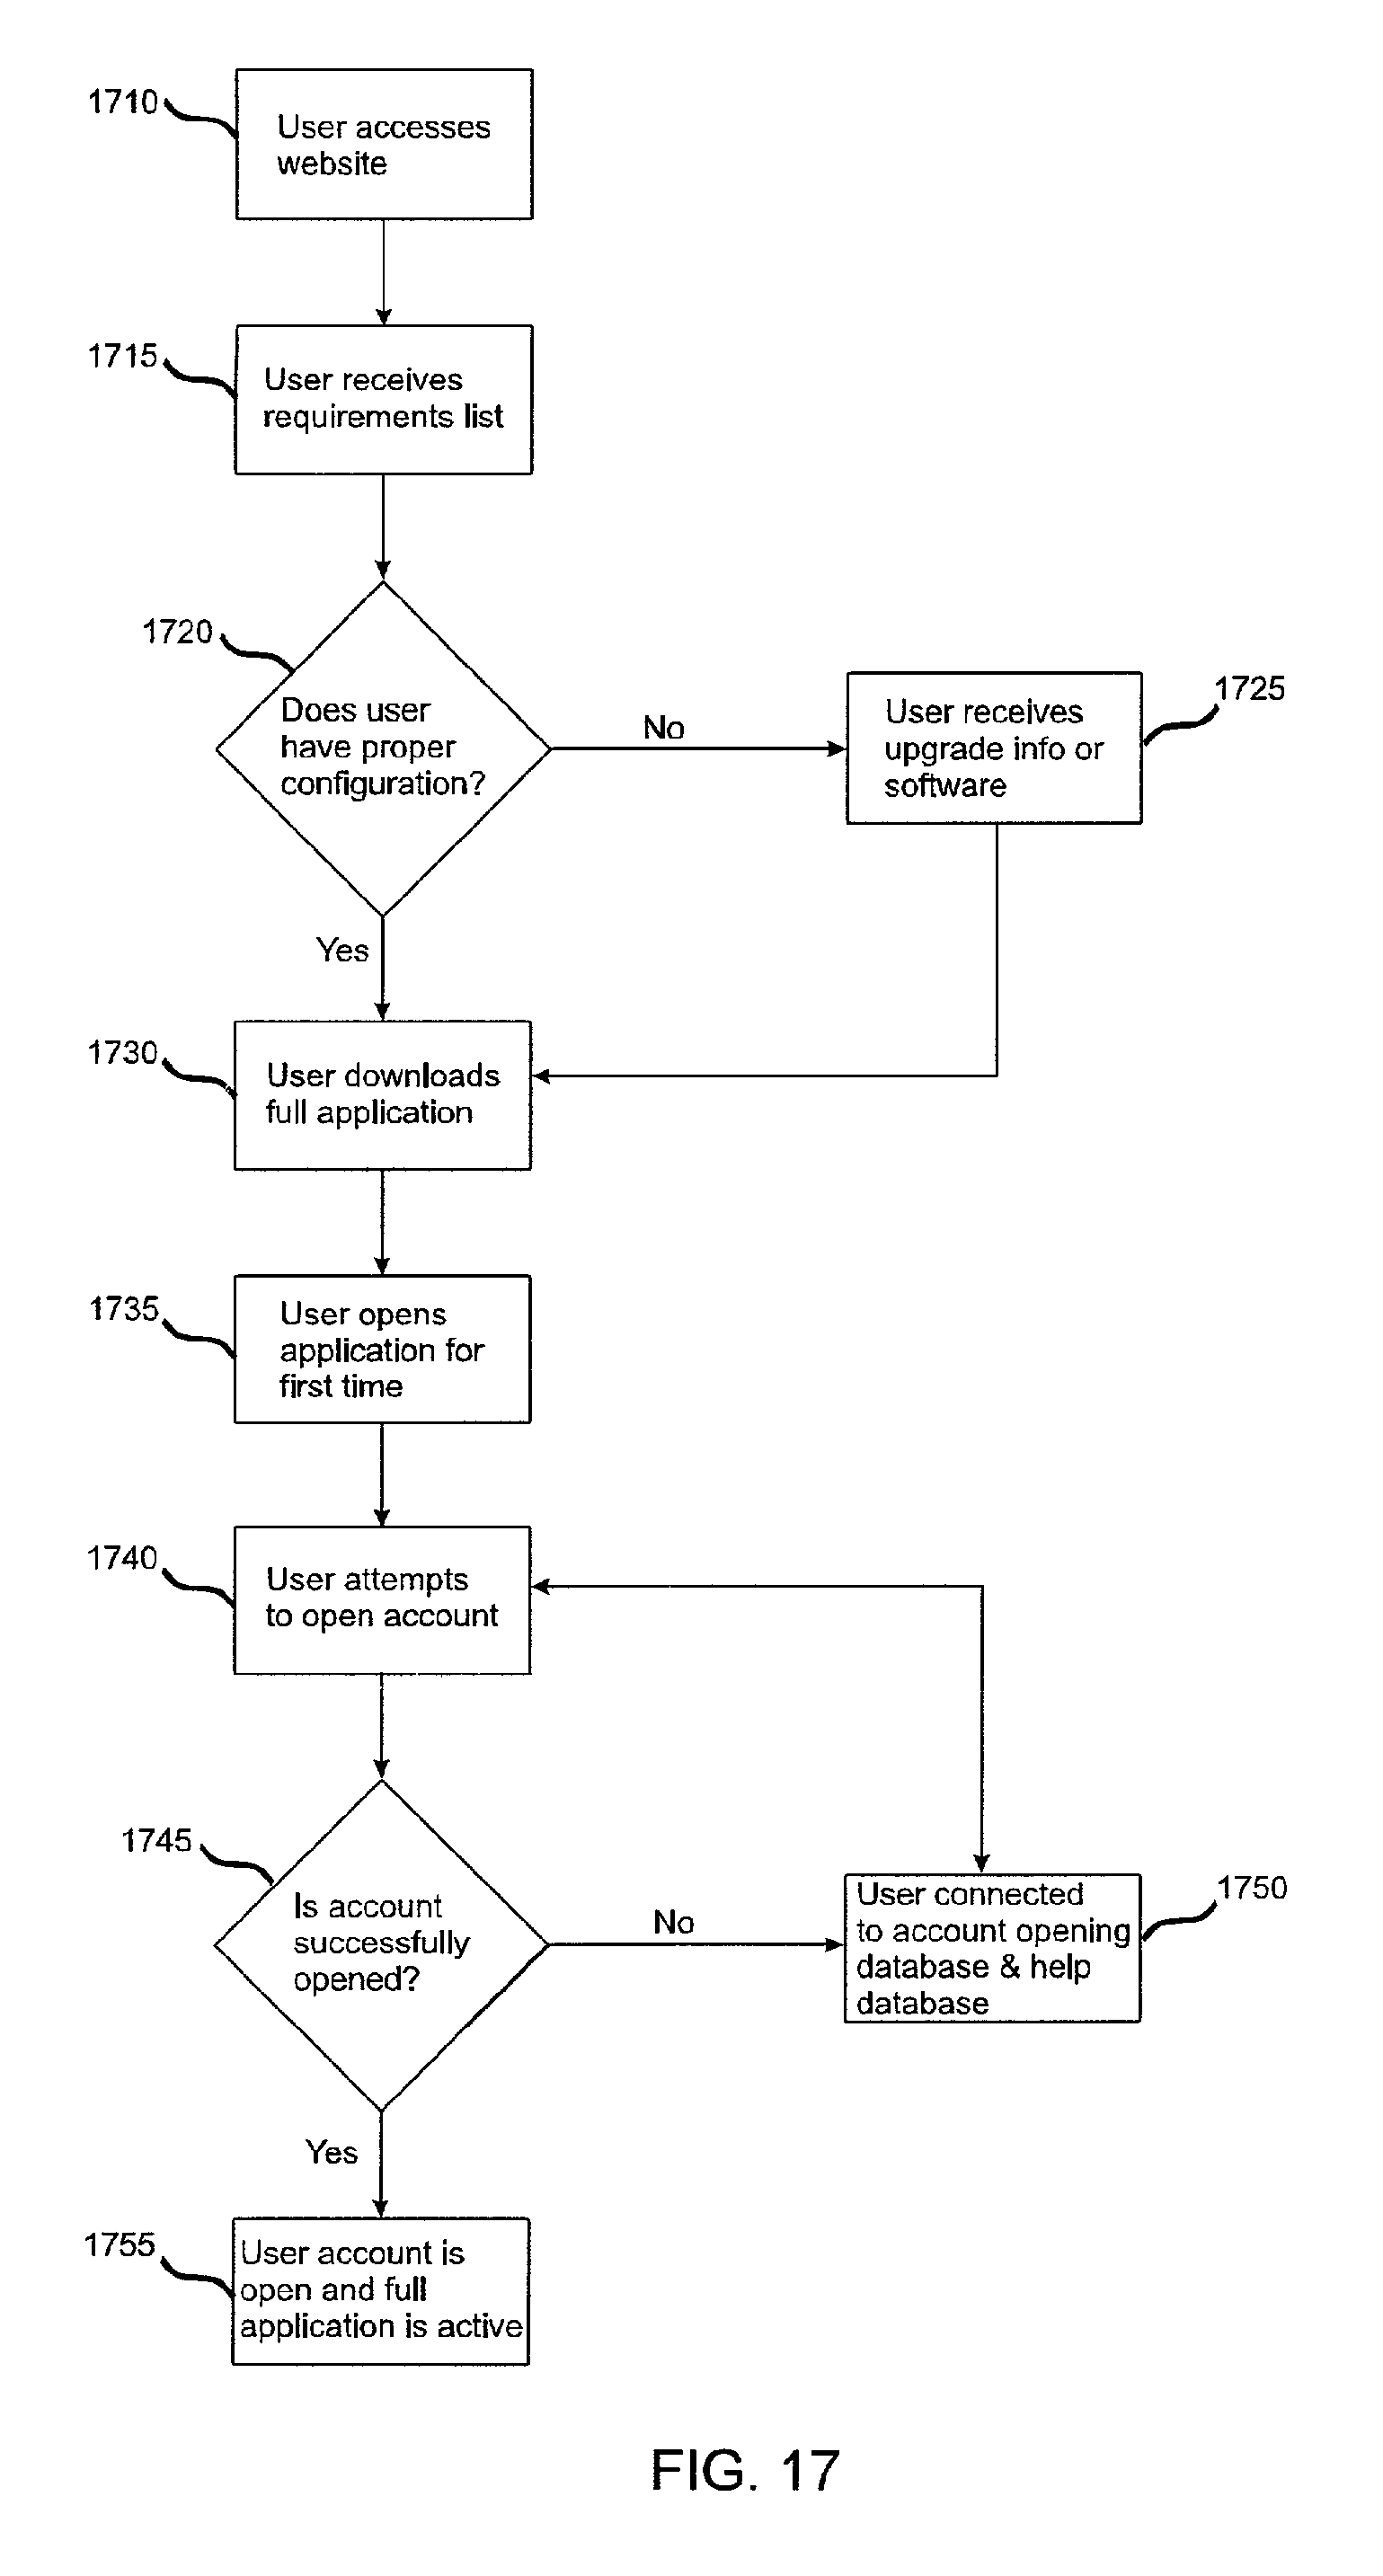 1710
User accesses
website
1715
User receives
requirements list
1720
Does user
have proper
configuration?
No
1725
User receives
upgrade info or
software
Yes
1730
User downloads
full application
1735
User opens
application for
first time
1740
User attempts
to open account
1745
Is account
successfully
opened?
No
1750
User connected
to account opening
database & help
database
Yes
1755
User account is
open and full
application is active
FIG. 17